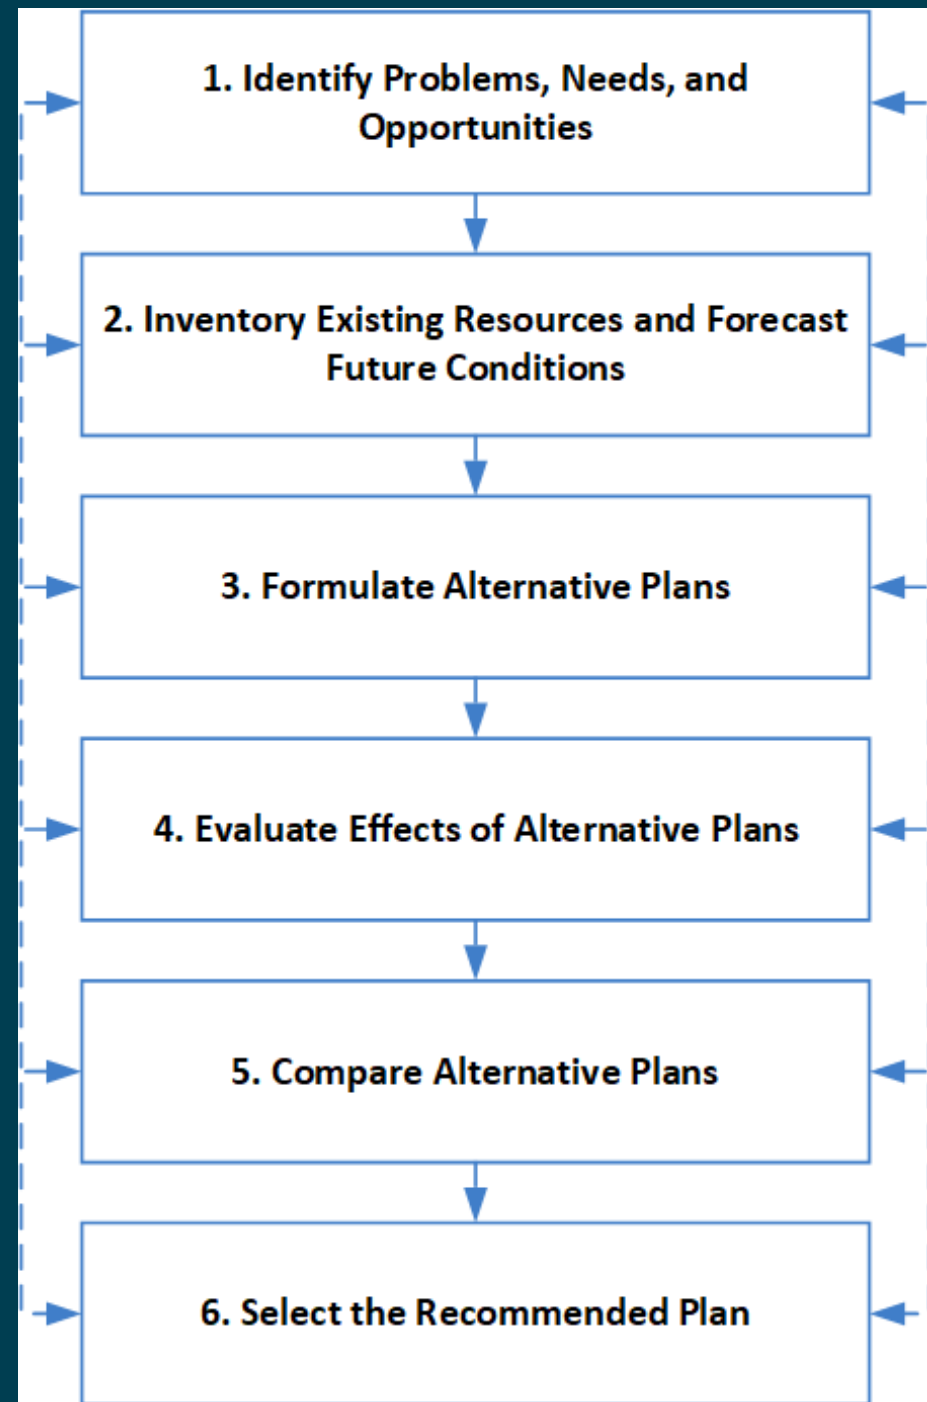 1. Identify Problems, Needs, and
Opportunities
2. Inventory Existing Resources and Forecast
Future Conditions
3. Formulate Alternative Plans
4. Evaluate Effects of Alternative Plans
5. Compare Alternative Plans
6. Select the Recommended Plan